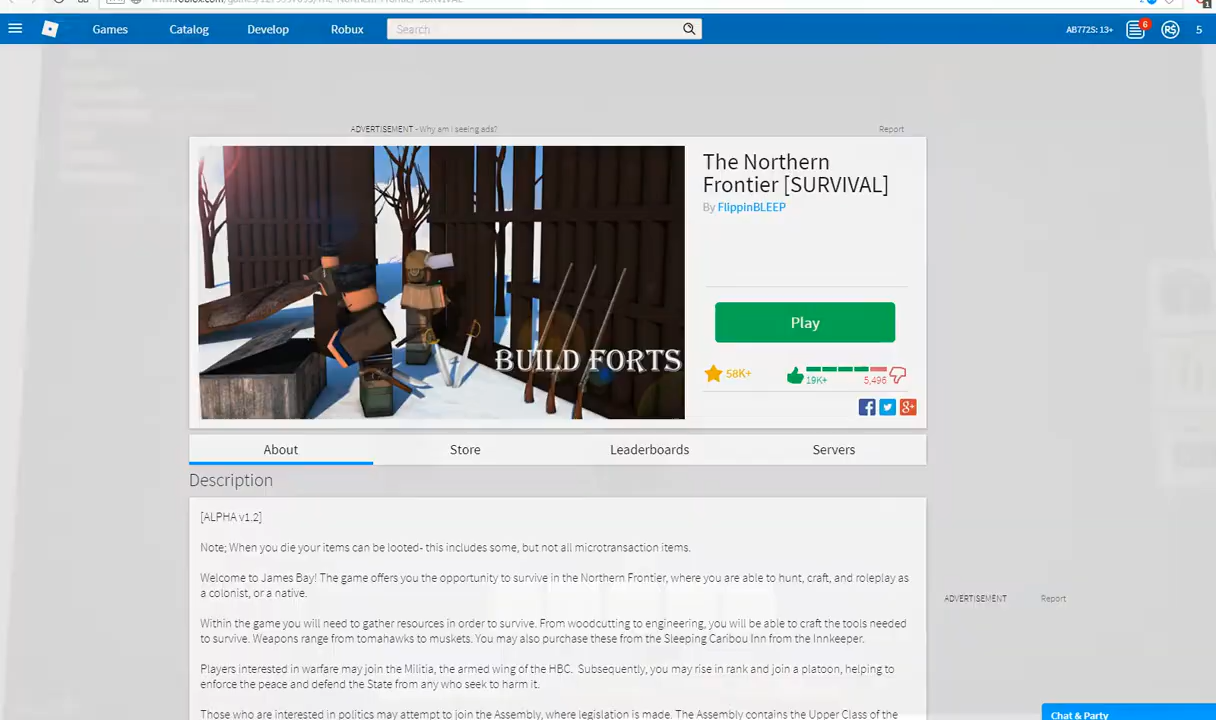 Games Catalog Develop Robux Search AB772S: 13+ 6 R$ 5
ADVERTISEMENT - Why am I seeing ads? Report
The Northern
Frontier [SURVIVAL]
By FlippinBLEEP
BUILD FORTS
Play
58K+ 19K+ 5,495
About Store Leaderboards Servers
Description
[ALPHA v1.2]
Note; When you die your items can be looted- this includes some, but not all microtransaction items.
Welcome to James Bay! The game offers you the opportunity to survive in the Northern Frontier, where you are able to hunt, craft, and roleplay as
a colonist, or a native.
ADVERTISEMENT Report
Within the game you will need to gather resources in order to survive. From woodcutting to engineering, you will be able to craft the tools needed
to survive. Weapons range from tomahawks to muskets. You may also purchase these from the Sleeping Caribou Inn from the Innkeeper.
Players interested in warfare may join the Militia, the armed wing of the HBC. Subsequently, you may rise in rank and join a platoon, helping to
enforce the peace and defend the State from any who seek to harm it.
Those who are interested in politics may attempt to join the Assembly, where legislation is made. The Assembly contains the Upper Class of the
Chat & Party